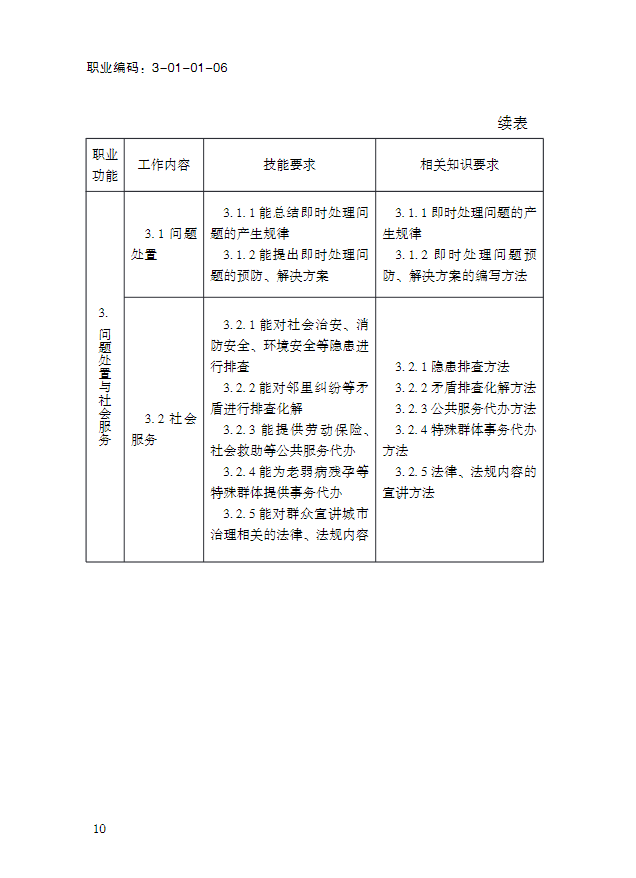 职业编码：3-01-01-06
续表
职业
功能
工作内容
技能要求
相关知识要求
3.
问题处置与社会服务
3.1 问题
处置
3.1.1 能总结即时处理问
题的产生规律
3.1.2 能提出即时处理问
题的预防、解决方案
3.1.1 即时处理问题的产
生规律
3.1.2 即时处理问题预
防、解决方案的编写方法
3.2 社会
服务
3.2.1 能对社会治安、消
防安全、环境安全等隐患进
行排查
3.2.2 能对邻里纠纷等矛
盾进行排查化解
3.2.3 能提供劳动保险、
社会救助等公共服务代办
3.2.4 能为老弱病残孕等
特殊群体提供事务代办
3.2.5 能对群众宣讲城市
治理相关的法律、法规内容
3.2.1 隐患排查方法
3.2.2 矛盾排查化解方法
3.2.3 公共服务代办方法
3.2.4 特殊群体事务代办
方法
3.2.5 法律、法规内容的
宣讲方法
10